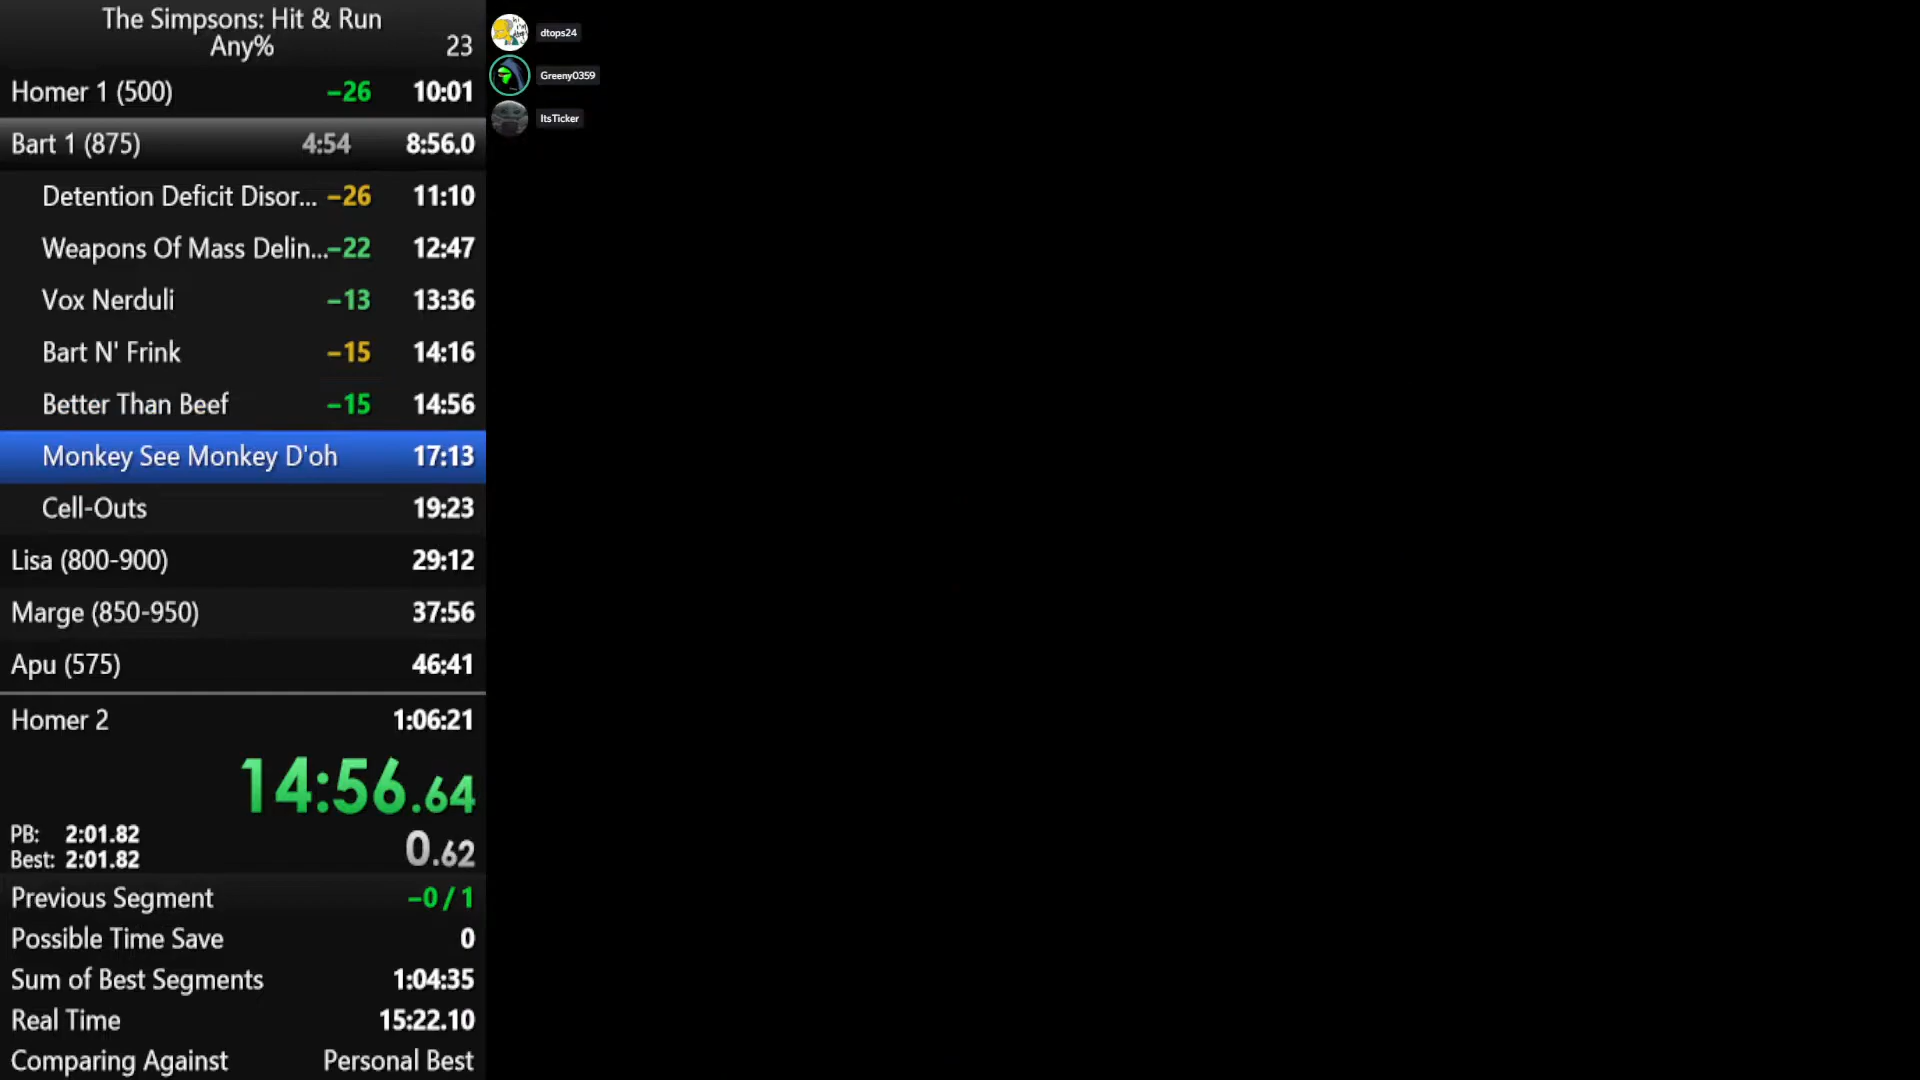 The Simpsons: Hit & Run
Any% 23
Homer 1 (500) −26 10:01
Bart 1 (875) 4:54 8:56.0
Detention Deficit Disor... −26 11:10
Weapons Of Mass Delin... −22 12:47
Vox Nerduli −13 13:36
Bart N' Frink −15 14:16
Better Than Beef −15 14:56
Monkey See Monkey D'oh 17:13
Cell-Outs 19:23
Lisa (800-900) 29:12
Marge (850-950) 37:56
Apu (575) 46:41
Homer 2 1:06:21
14:56.64
PB: 2:01.82
Best: 2:01.82
0.62
Previous Segment −0 / 1
Possible Time Save 0
Sum of Best Segments 1:04:35
Real Time 15:22.10
Comparing Against Personal Best
dtops24
Greeny0359
ItsTicker